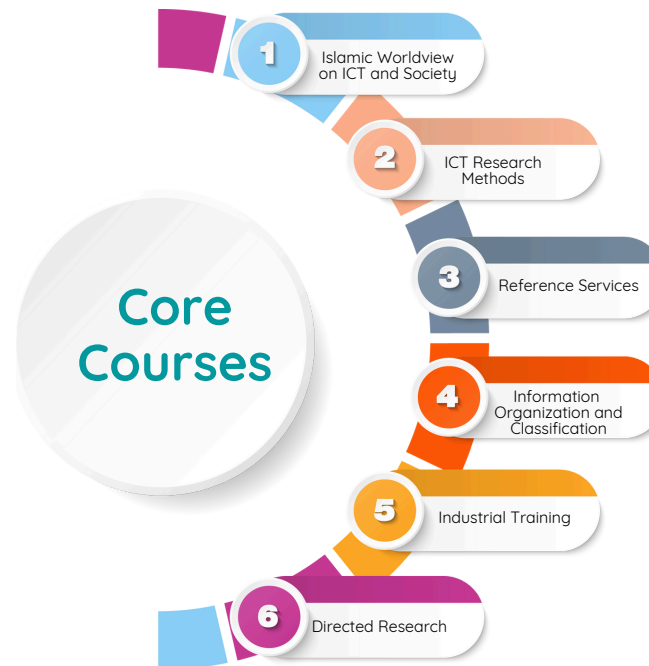 Core
Courses
1
Islamic Worldview
on ICT and Society
2
ICT Research
Methods
3
Reference Services
4
Information
Organization and
Classification
5
Industrial Training
6
Directed Research